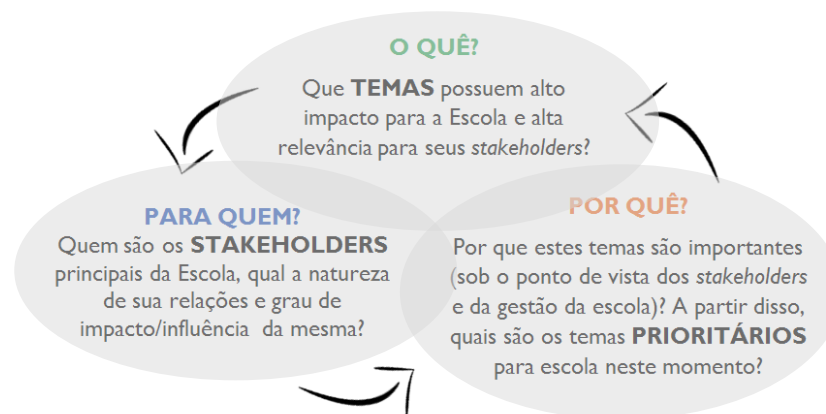 O QUÊ?
Que TEMAS possuem alto
impacto para a Escola e alta
relevância para seus stakeholders?
PARA QUEM?
Quem são os STAKEHOLDERS
principais da Escola, qual a natureza
de sua relações e grau de
impacto/influência da mesma?
POR QUÊ?
Por que estes temas são importantes
(sob o ponto de vista dos stakeholders
e da gestão da escola)? A partir disso,
quais são os temas PRIORITÁRIOS
para escola neste momento?